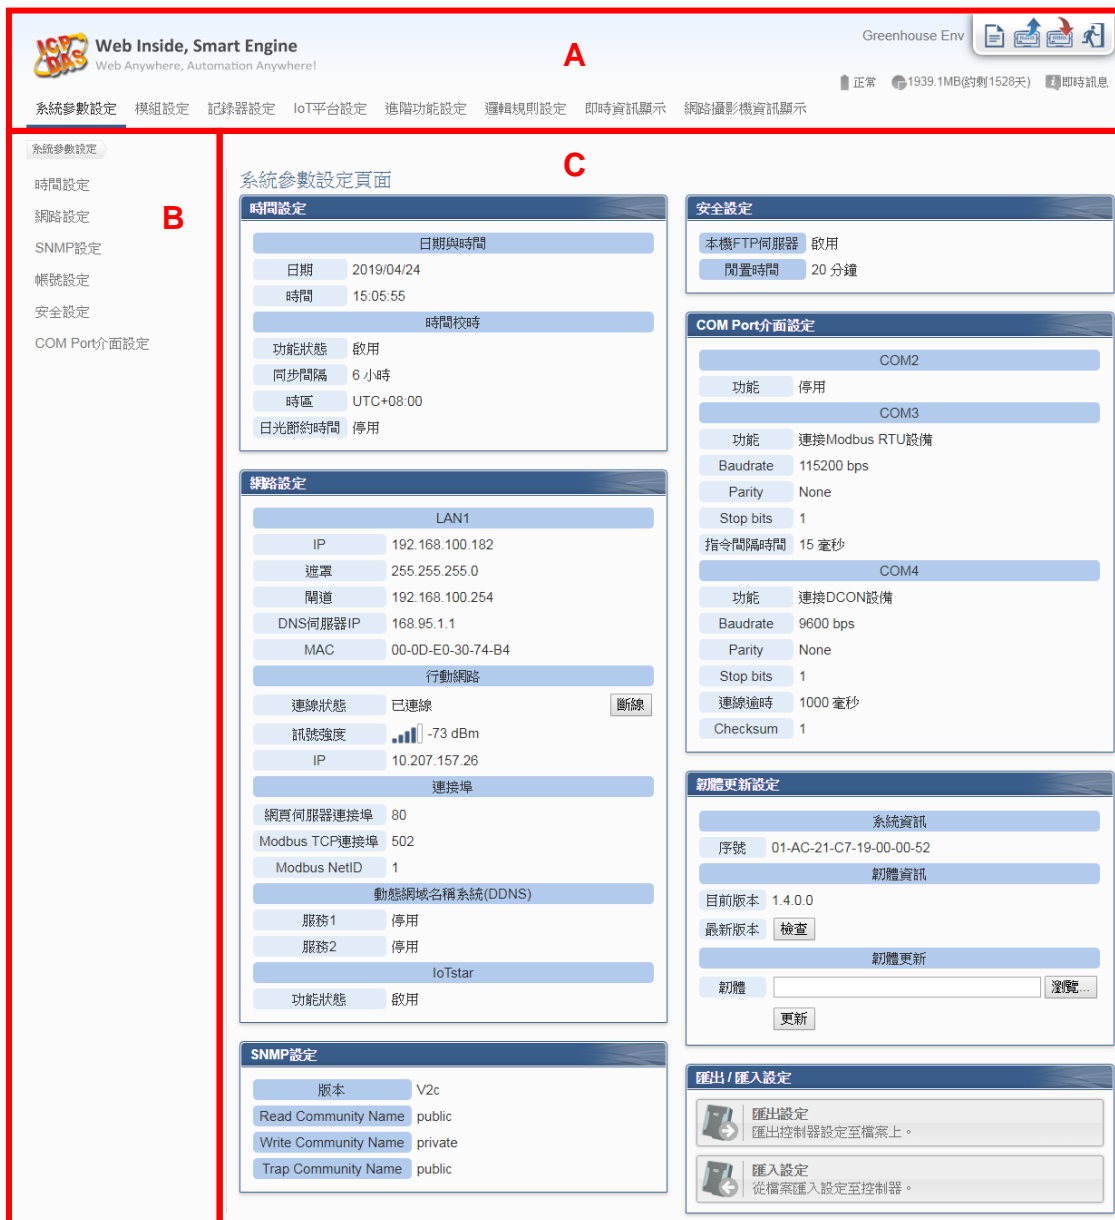 ICP DAS
Web Inside, Smart Engine
Web Anywhere, Automation Anywhere!
A
Greenhouse Env
正常
1939.1MB(約剩1528天)
即時訊息
系統參數設定 模組設定 記錄器設定 IoT平台設定 進階功能設定 邏輯規則設定 即時資訊顯示 網路攝影機資訊顯示
系統參數設定
時間設定
網路設定
SNMP設定
帳號設定
安全設定
COM Port介面設定
B
C
系統參數設定頁面
時間設定
日期與時間
日期 2019/04/24
時間 15:05:55
時間校時
功能狀態 啟用
同步間隔 6 小時
時區 UTC+08:00
日光節約時間 停用
網路設定
LAN1
IP 192.168.100.182
遮罩 255.255.255.0
閘道 192.168.100.254
DNS伺服器IP 168.95.1.1
MAC 00-0D-E0-30-74-B4
行動網路
連線狀態 已連線 斷線
訊號強度 -73 dBm
IP 10.207.157.26
連接埠
網頁伺服器連接埠 80
Modbus TCP連接埠 502
Modbus NetID 1
動態網域名稱系統(DDNS)
服務1 停用
服務2 停用
IoTstar
功能狀態 啟用
SNMP設定
版本 V2c
Read Community Name public
Write Community Name private
Trap Community Name public
安全設定
本機FTP伺服器 啟用
閒置時間 20 分鐘
COM Port介面設定
COM2
功能 停用
COM3
功能 連接Modbus RTU設備
Baudrate 115200 bps
Parity None
Stop bits 1
指令間隔時間 15 毫秒
COM4
功能 連接DCON設備
Baudrate 9600 bps
Parity None
Stop bits 1
連線逾時 1000 毫秒
Checksum 1
韌體更新設定
系統資訊
序號 01-AC-21-C7-19-00-00-52
韌體資訊
目前版本 1.4.0.0
最新版本 檢查
韌體更新
韌體 瀏覽...
更新
匯出 / 匯入設定
匯出設定
匯出控制器設定至檔案上。
匯入設定
從檔案匯入設定至控制器。